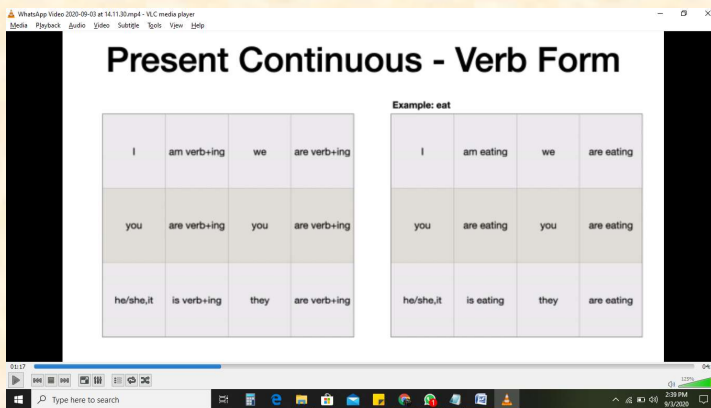 WhatsApp Video 2020-09-03 at 14.11.30.mp4 - VLC media player
Media Playback Audio Video Subtitle Tools View Help
Present Continuous - Verb Form
Example: eat
I am verb+ing we are verb+ing
I am eating we are eating
you are verb+ing you are verb+ing
you are eating you are eating
he/she,it is verb+ing they are verb+ing
he/she,it is eating they are eating
01:17
125%
Type here to search
2:39 PM
9/3/2020